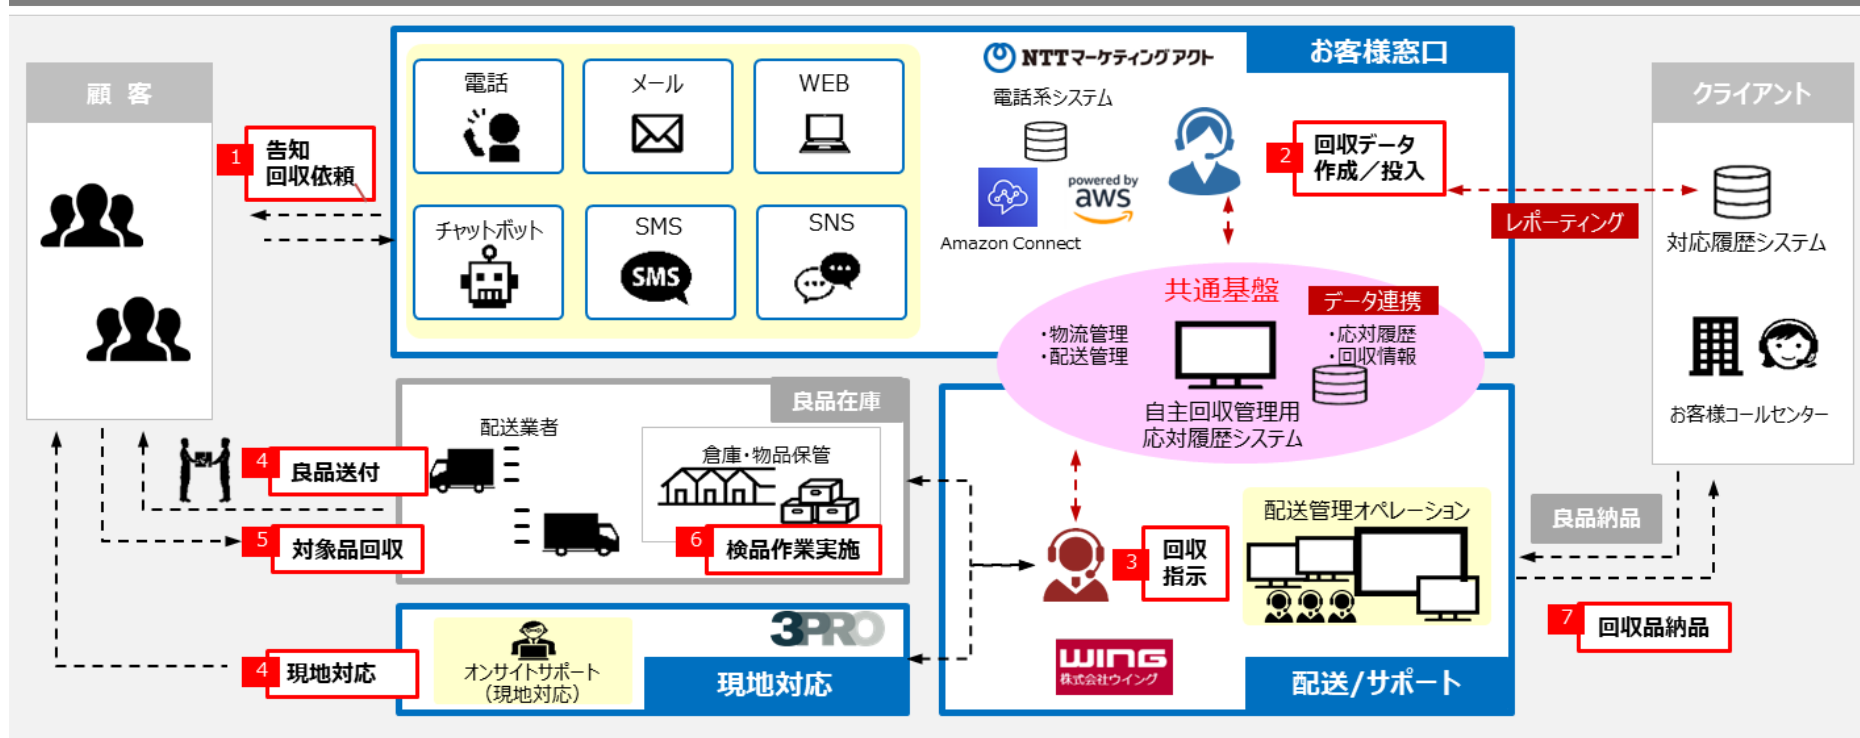 顧 客
1
告知
回収依頼
電話
メール
WEB
チャットボット
SMS
SMS
SNS
NTTマーケティングアクト
お客様窓口
電話系システム
powered by
aws
Amazon Connect
2
回収データ
作成／投入
レポーティング
クライアント
対応履歴システム
お客様コールセンター
共通基盤
データ連携
・物流管理
・配送管理
・応対履歴
・回収情報
自主回収管理用
応対履歴システム
良品在庫
配送業者
倉庫・物品保管
4
良品送付
5
対象品回収
6
検品作業実施
3
回収
指示
配送管理オペレーション
良品納品
7
回収品納品
4
現地対応
オンサイトサポート
（現地対応）
3PRO
現地対応
WING
株式会社ウイング
配送/サポート